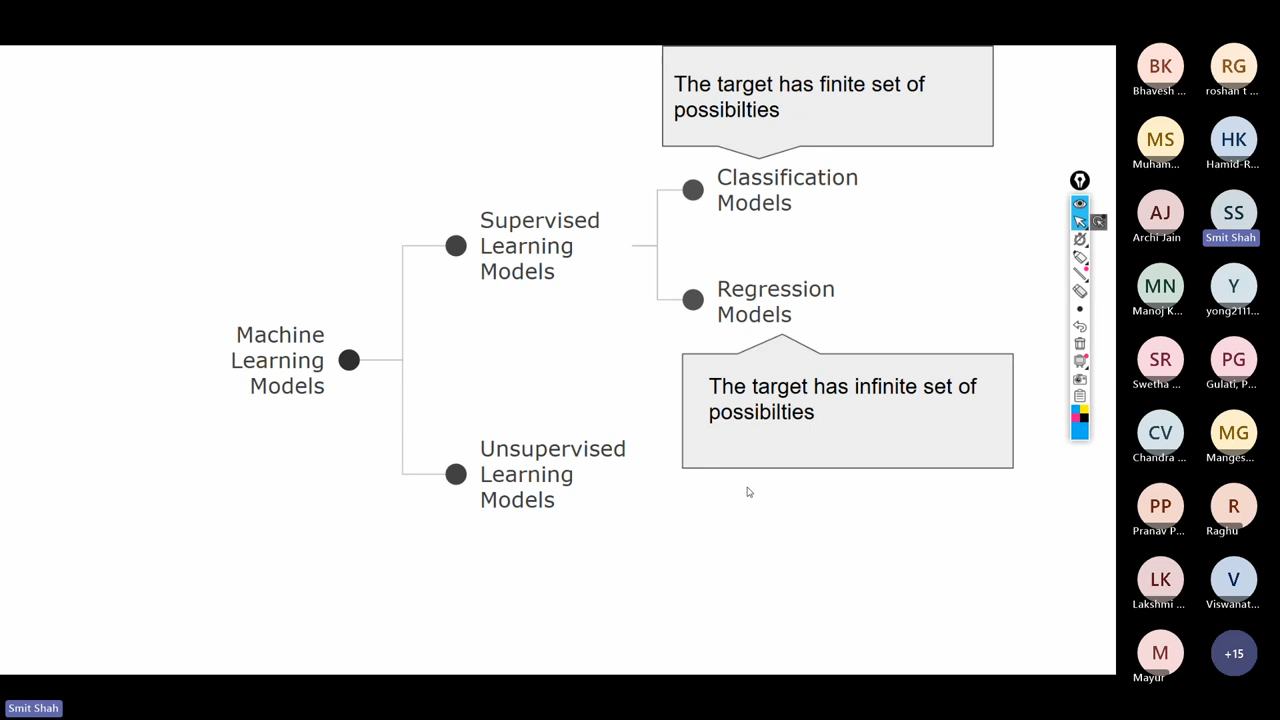 The target has finite set of
possibilties
Classification
Models
Supervised
Learning
Models
Regression
Models
Machine
Learning
Models
The target has infinite set of
possibilties
Unsupervised
Learning
Models
BK
Bhavesh ...
RG
roshan t ...
MS
Muham...
HK
Hamid-R...
AJ
Archi Jain
SS
Smit Shah
MN
Manoj K...
Y
yong2111...
SR
Swetha ...
PG
Gulati, P...
CV
Chandra ...
MG
Manges...
PP
Pranav P...
R
Raghu
LK
Lakshmi ...
V
Viswanat...
M
Mayur
+15
Smit Shah